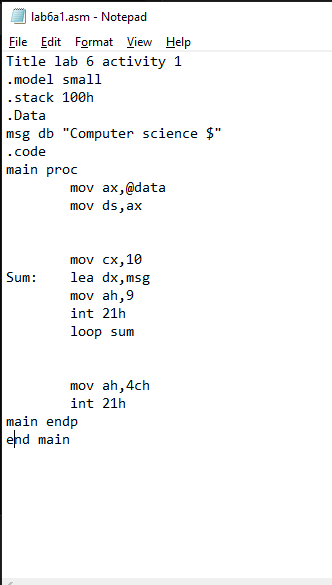 lab6a1.asm - Notepad
File Edit Format View Help
Title lab 6 activity 1
.model small
.stack 100h
.Data
msg db "Computer science $"
.code
main proc
mov ax,@data
mov ds,ax
mov cx,10
Sum: lea dx,msg
mov ah,9
int 21h
loop sum
mov ah,4ch
int 21h
main endp
end main